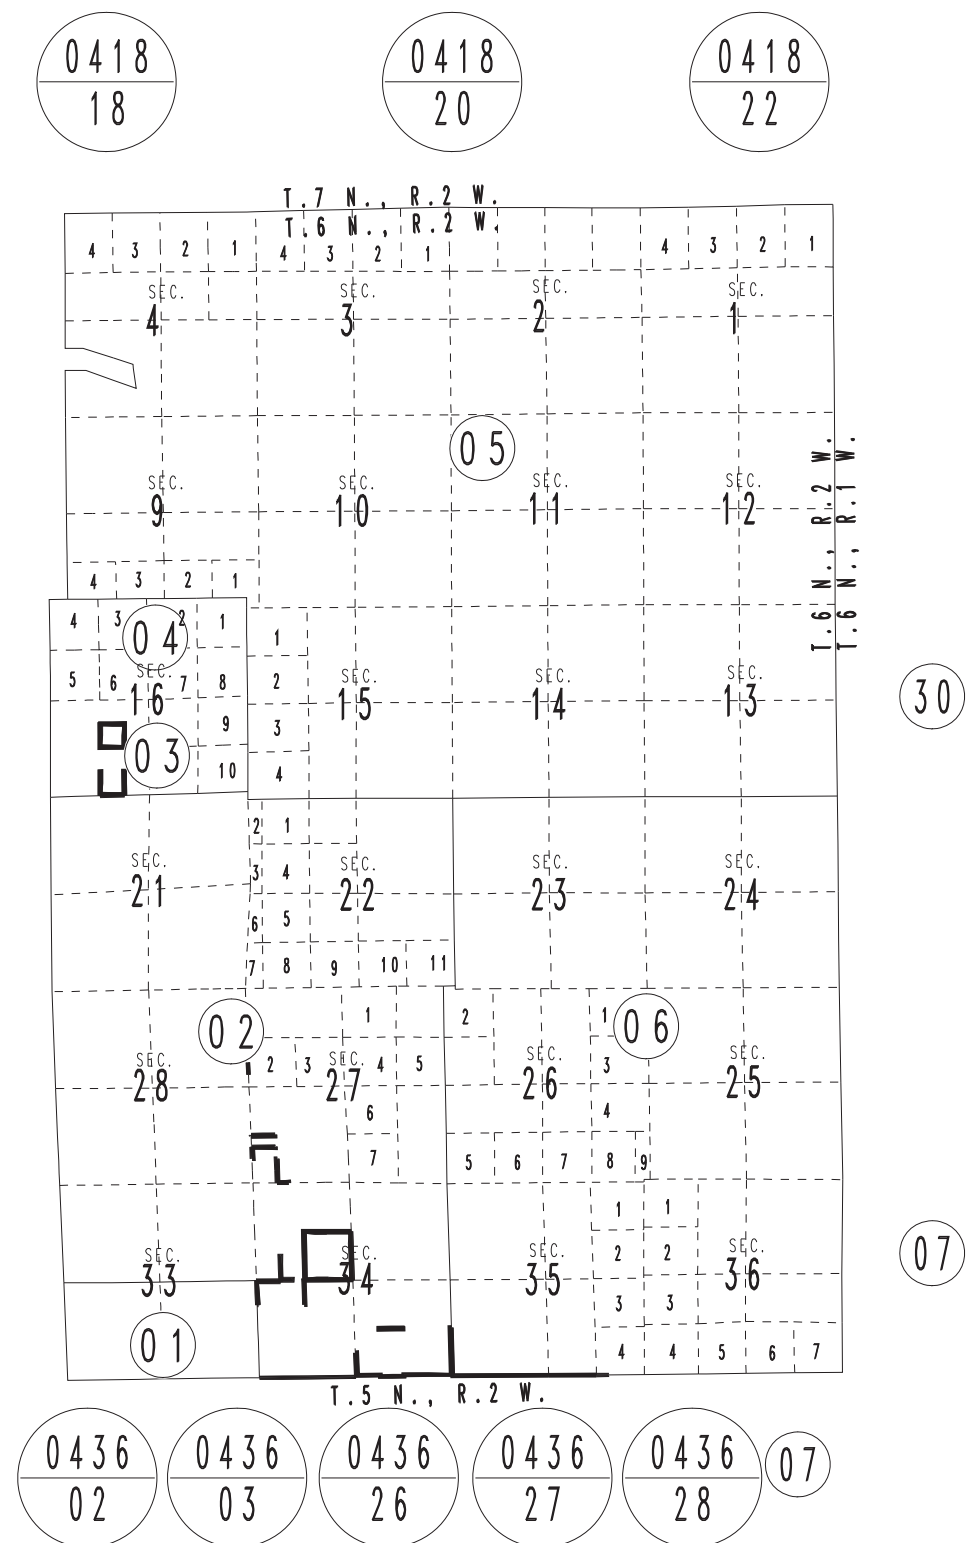 0418 0418 0418
18 20 22
T.7 N., R.2 W.
T.6 N., R.2 W.
4 3 2 1 4 3 2 1 4 3 2 1
SEC. SEC. SEC. SEC.
4 3 2 1
05
T.6 N., R.2 W.
T.6 N., R.1 W.
SEC. SEC. SEC. SEC.
9 10 11 12
4 3 2 1
4 3 2 1
04
1
5 6 7 8 2
SEC. SEC. SEC. SEC.
16 15 14 13
30
9 3
03
10 4
2 1
SEC. SEC. SEC. SEC.
3 4
21 22 23 24
6 5
7 8 9 10 11
1 2 1
02 06
SEC. SEC. SEC.
2 3 4 5 3
28 27 26 25
6 4
7 5 6 7 8 9
1 1
SEC. SEC. SEC. SEC.
2 2
33 34 35 36
07
3 3
01
4 4 5 6 7
T.5 N., R.2 W.
0436 0436 0436 0436 0436
02 03 26 27 28
07